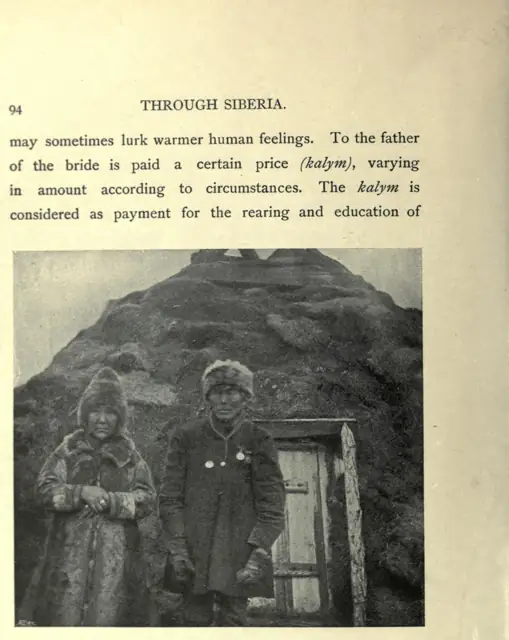 94
THROUGH SIBERIA.
may sometimes lurk warmer human feelings. To the father
of the bride is paid a certain price (kalym), varying
in amount according to circumstances. The kalym is
considered as payment for the rearing and education of